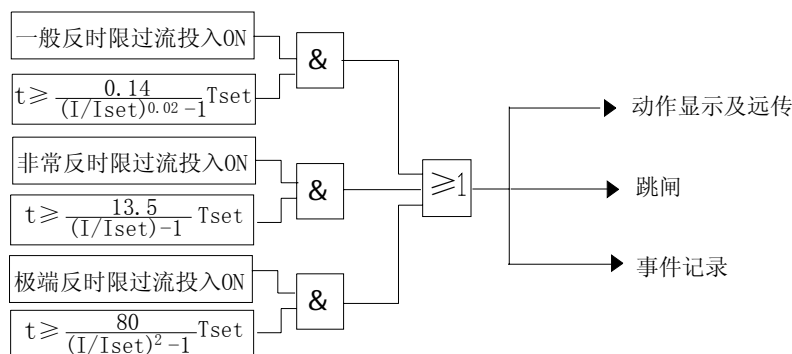 一般反时限过流投入ON
&
t≥ 0.14/((I/Iset)^0.02 -1) Tset
动作显示及远传
非常反时限过流投入ON
&
≥1
跳闸
t≥ 13.5/((I/Iset)-1) Tset
事件记录
极端反时限过流投入ON
&
t≥ 80/((I/Iset)^2 -1) Tset